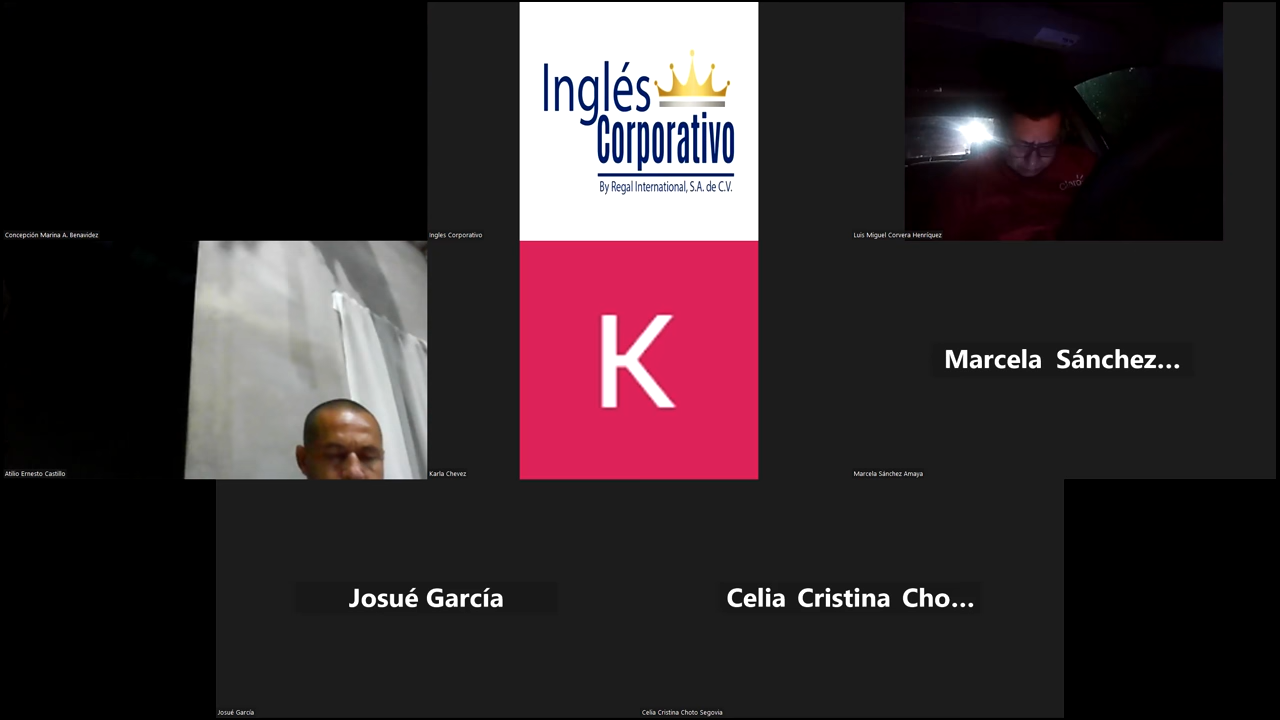 Inglés
Corporativo
By Regal International, S.A. de C.V.
Concepción Marina A. Benavidez
Ingles Corporativo
Luis Miguel Corvera Henríquez
Claro
K
Marcela Sánchez...
Atilio Ernesto Castillo
Karla Chevez
Marcela Sánchez Amaya
Josué García
Celia Cristina Cho...
Josué García
Celia Cristina Choto Segovia